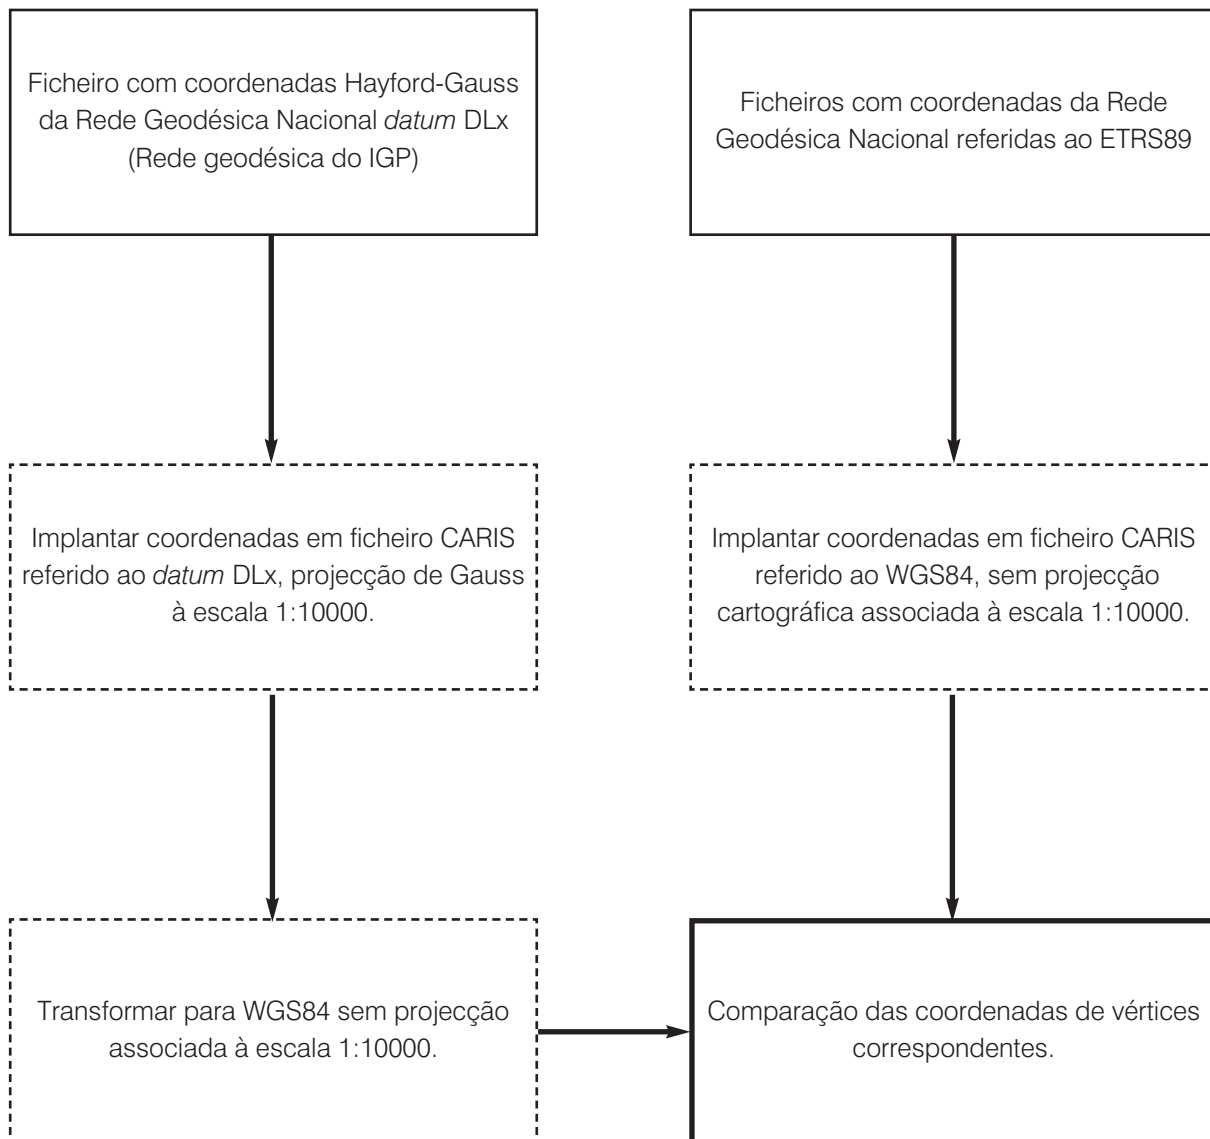 Ficheiro com coordenadas Hayford-Gauss
da Rede Geodésica Nacional datum DLx
(Rede geodésica do IGP)
Ficheiros com coordenadas da Rede
Geodésica Nacional referidas ao ETRS89
Implantar coordenadas em ficheiro CARIS
referido ao datum DLx, projecção de Gauss
à escala 1:10000.
Implantar coordenadas em ficheiro CARIS
referido ao WGS84, sem projecção
cartográfica associada à escala 1:10000.
Transformar para WGS84 sem projecção
associada à escala 1:10000.
Comparação das coordenadas de vértices
correspondentes.